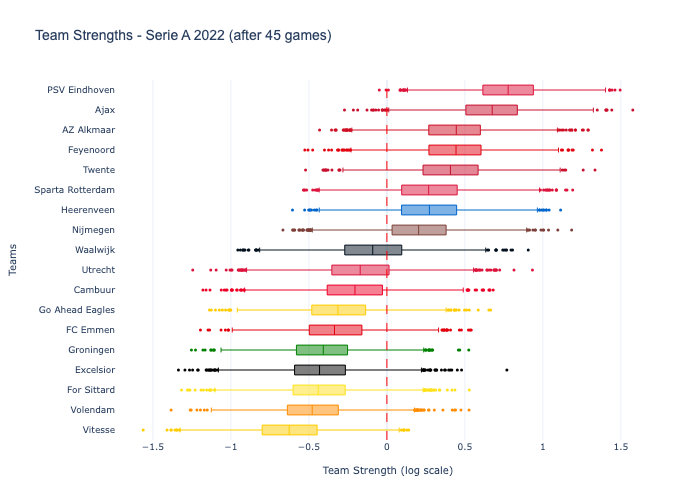 Team Strengths - Serie A 2022 (after 45 games)
PSV Eindhoven
Ajax
AZ Alkmaar
Feyenoord
Twente
Sparta Rotterdam
Heerenveen
Nijmegen
Waalwijk
Utrecht
Cambuur
Go Ahead Eagles
FC Emmen
Groningen
Excelsior
For Sittard
Volendam
Vitesse
Teams
−1.5 −1 −0.5 0 0.5 1 1.5
Team Strength (log scale)